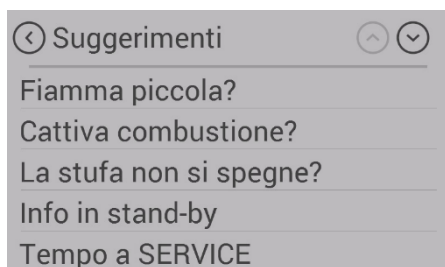 Suggerimenti
Fiamma piccola?
Cattiva combustione?
La stufa non si spegne?
Info in stand-by
Tempo a SERVICE